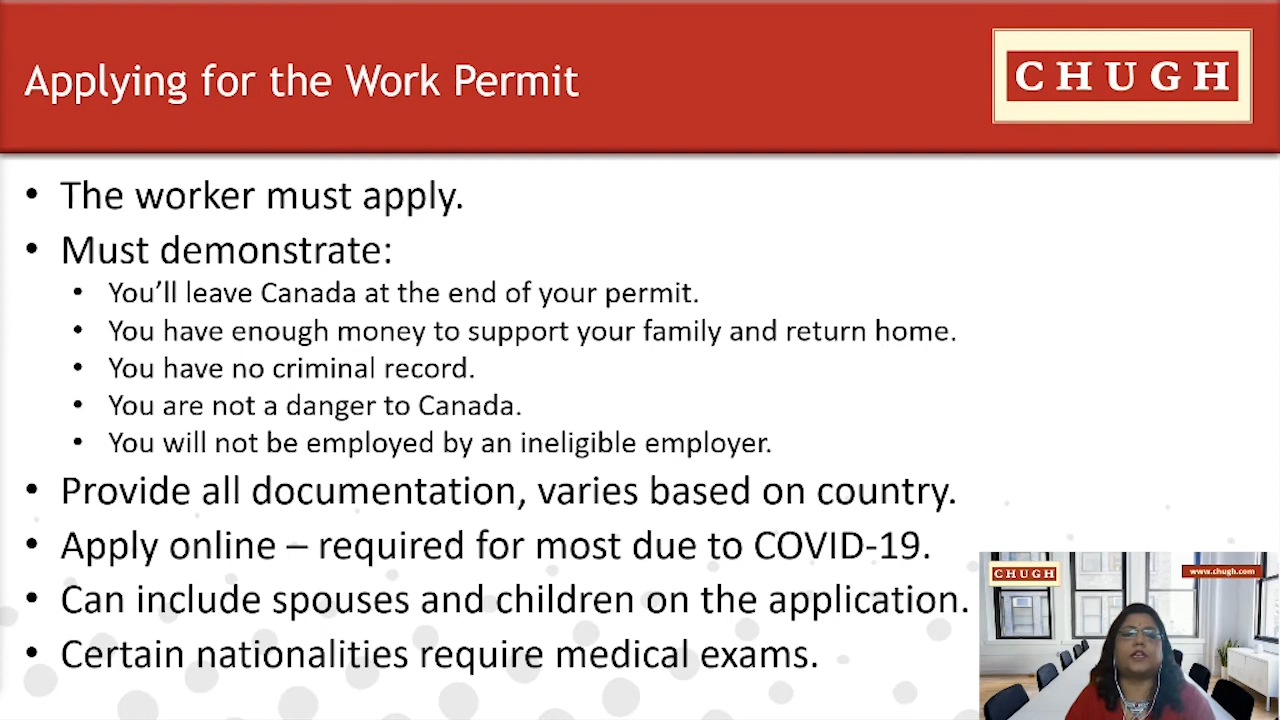 Applying for the Work Permit
CHUGH
• The worker must apply.
• Must demonstrate:
• You’ll leave Canada at the end of your permit.
• You have enough money to support your family and return home.
• You have no criminal record.
• You are not a danger to Canada.
• You will not be employed by an ineligible employer.
• Provide all documentation, varies based on country.
• Apply online – required for most due to COVID-19.
• Can include spouses and children on the application.
• Certain nationalities require medical exams.
CHUGH
www.chugh.com